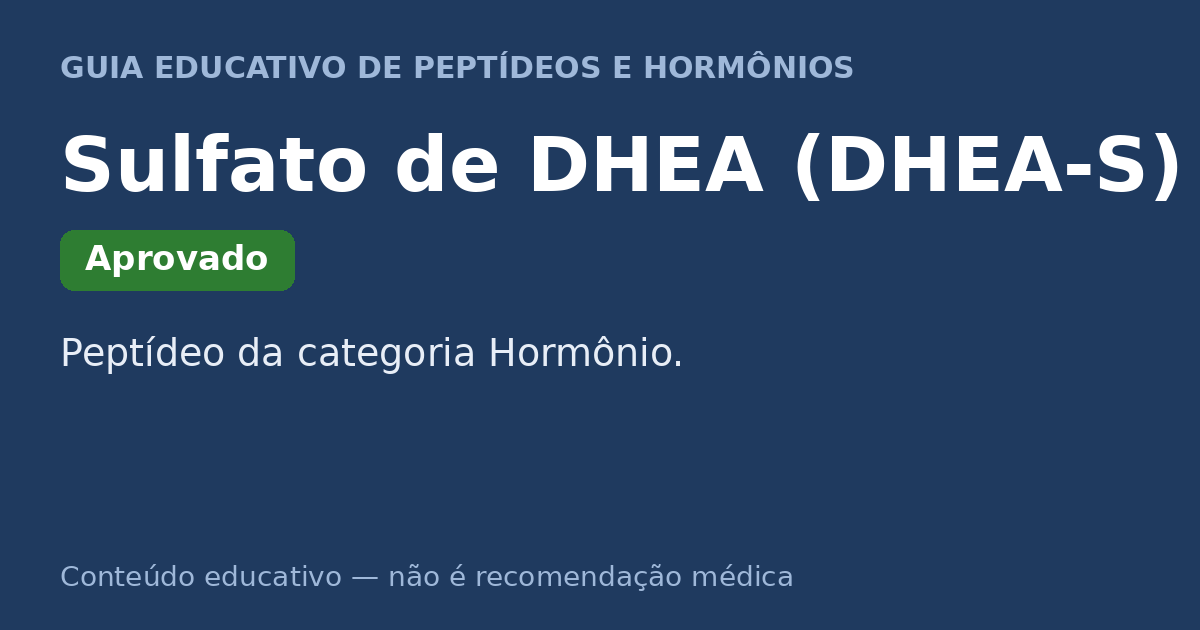 GUIA EDUCATIVO DE PEPTÍDEOS E HORMÔNIOS
Sulfato de DHEA (DHEA-S)
Aprovado
Peptídeo da categoria Hormônio.
Conteúdo educativo — não é recomendação médica